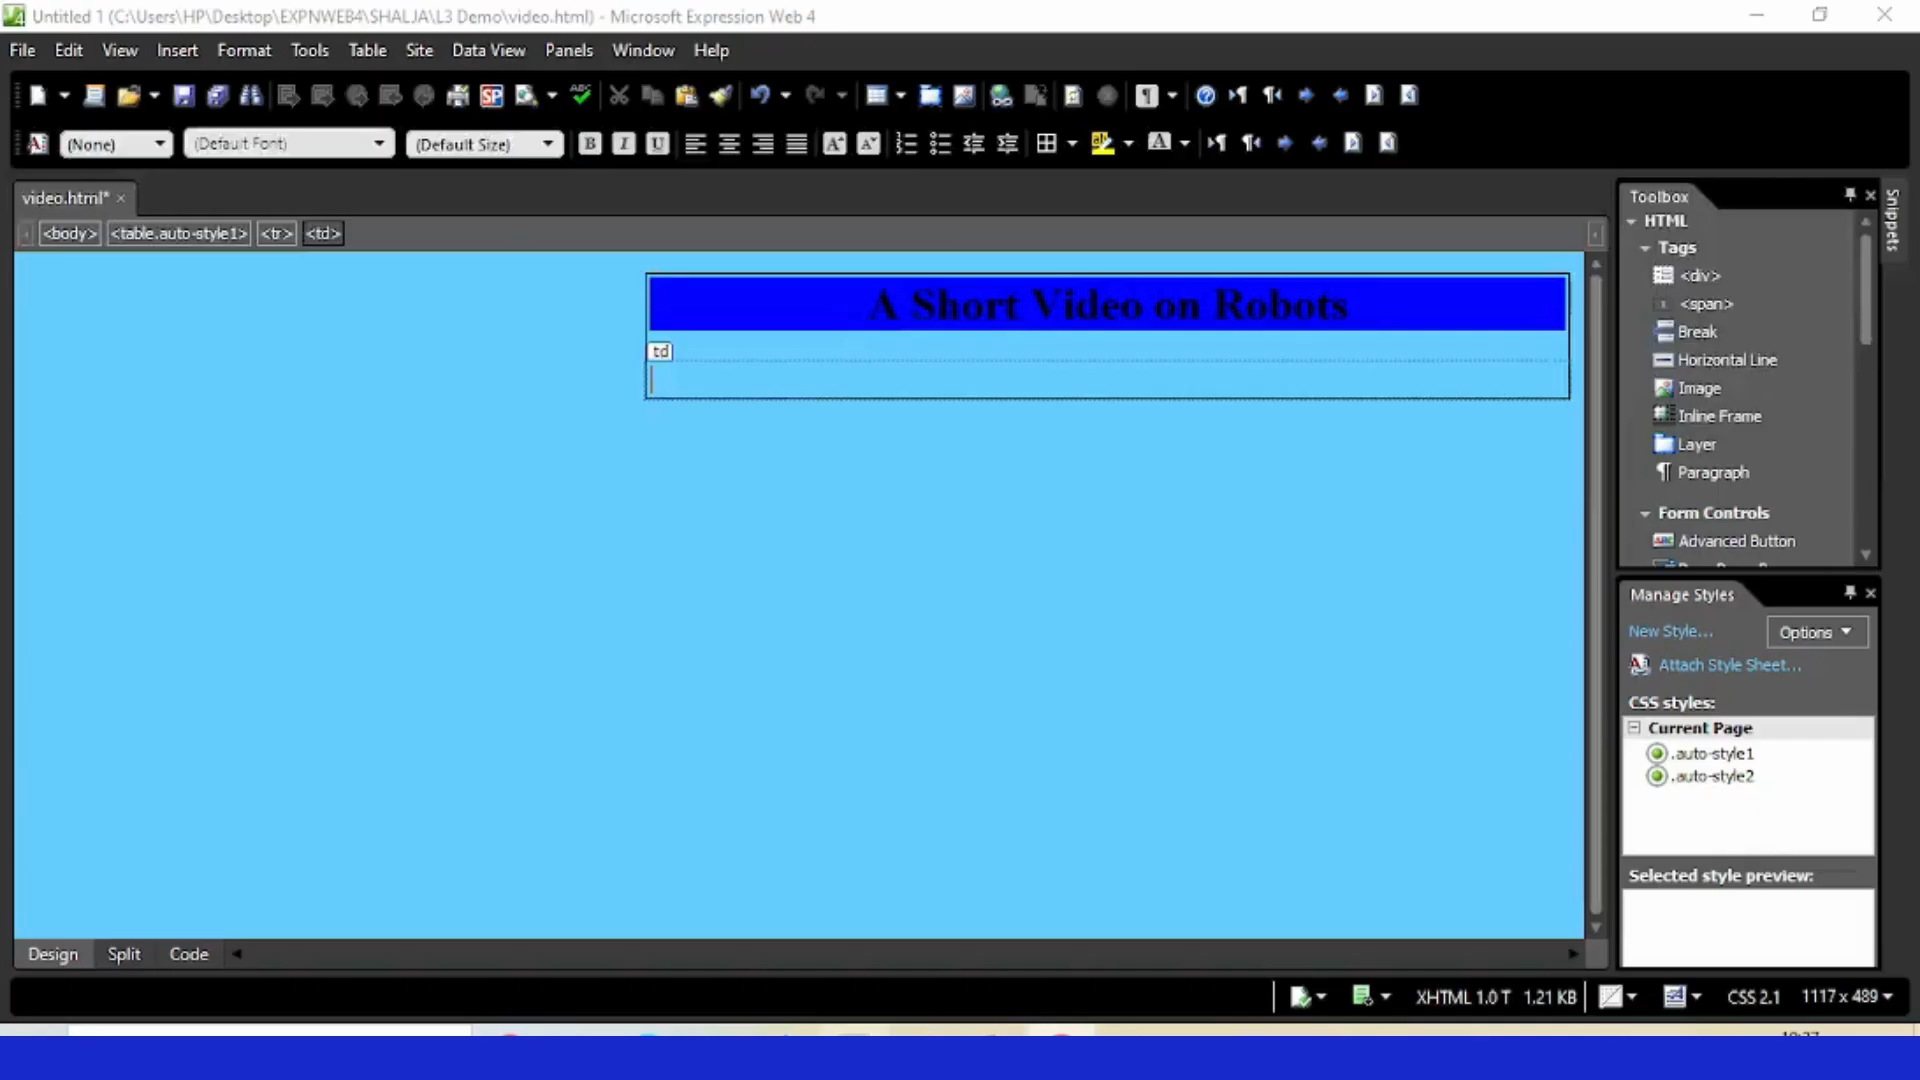 Untitled 1 (C:\Users\HP\Desktop\EXPNWEB4\SHALJA\L3 Demo\video.html) - Microsoft Expression Web 4
File Edit View Insert Format Tools Table Site Data View Panels Window Help
(None) (Default Font) (Default Size) B I U
video.html*
<body> <table.auto-style1> <tr> <td>
A Short Video on Robots
td
Toolbox
HTML
Tags
<div>
<span>
Break
Horizontal Line
Image
Inline Frame
Layer
Paragraph
Form Controls
Advanced Button
Snippets
Manage Styles
New Style... Options
Attach Style Sheet...
CSS styles:
Current Page
.auto-style1
.auto-style2
Selected style preview:
Design Split Code
XHTML 1.0 T 1.21 KB CSS 2.1 1117 x 489